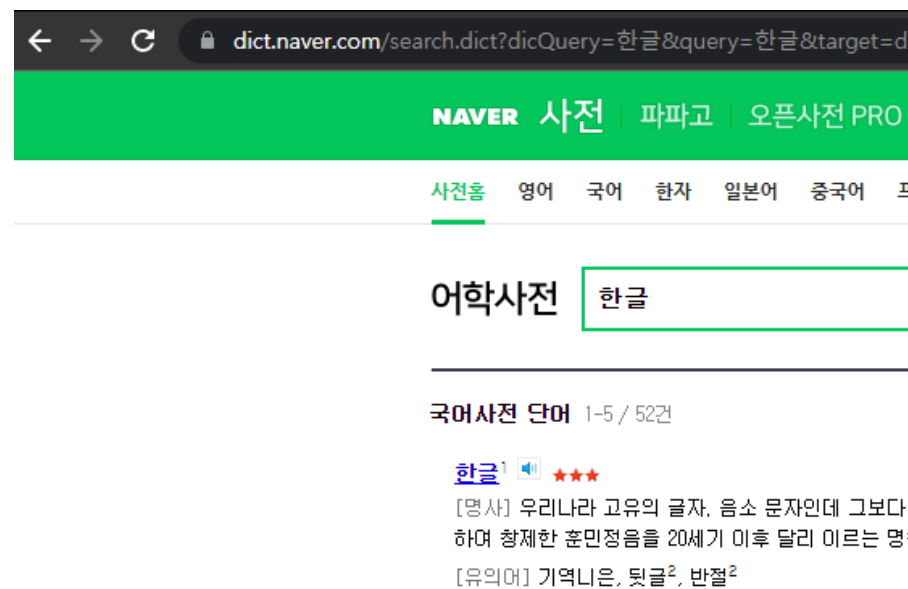 dict.naver.com/search.dict?dicQuery=한글&query=한글&target=d
NAVER 사전 파파고 오픈사전 PRO
사전홈 영어 국어 한자 일본어 중국어
어학사전 한글
국어사전 단어 1-5 / 52건
한글1
[명사] 우리나라 고유의 글자. 음소 문자인데 그보다
하여 창제한 훈민정음을 20세기 이후 달리 이르는
[유의어] 기역니은, 뒷글2, 반절2